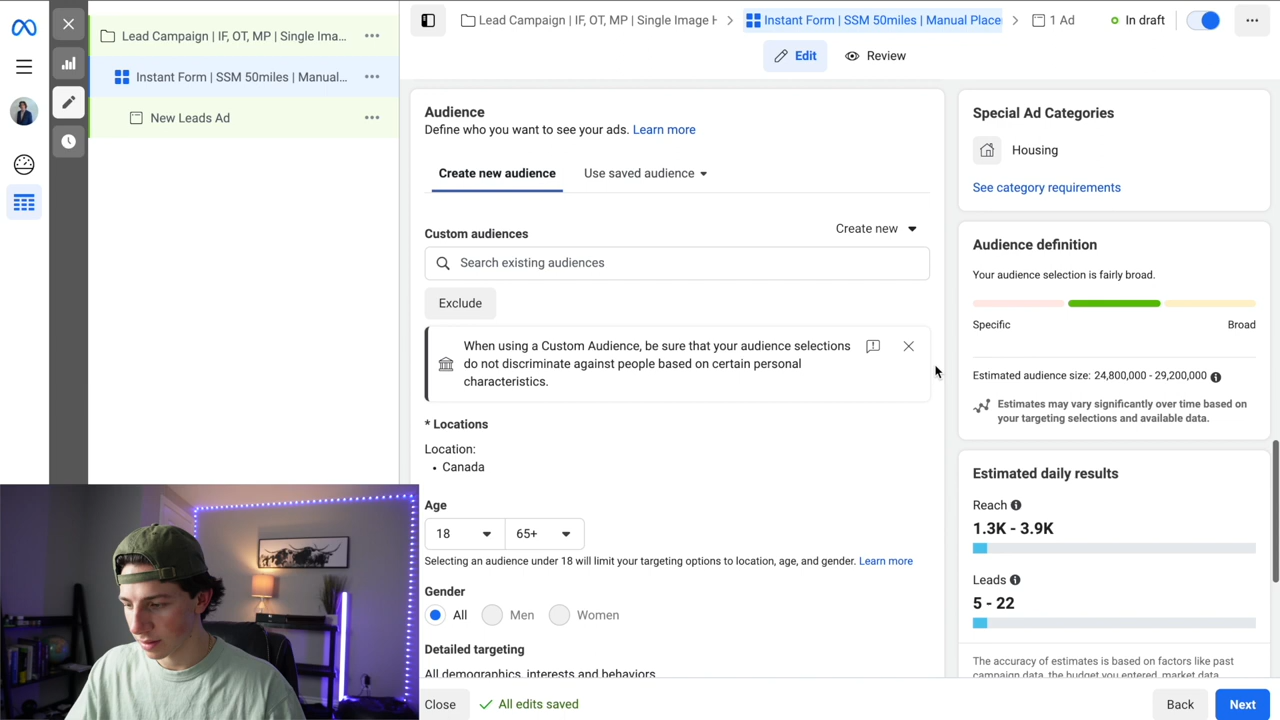 Lead Campaign | IF, OT, MP | Single Ima...
Instant Form | SSM 50miles | Manual...
New Leads Ad
Lead Campaign | IF, OT, MP | Single Image
Instant Form | SSM 50miles | Manual Place
1 Ad
In draft
Edit
Review
Audience
Define who you want to see your ads. Learn more
Create new audience
Use saved audience
Custom audiences
Create new
Search existing audiences
Exclude
When using a Custom Audience, be sure that your audience selections
do not discriminate against people based on certain personal
characteristics.
* Locations
Location:
• Canada
Age
18
65+
Selecting an audience under 18 will limit your targeting options to location, age, and gender. Learn more
Gender
All
Men
Women
Detailed targeting
All demographics, interests and behaviors
Close
All edits saved
Back
Next
Special Ad Categories
Housing
See category requirements
Audience definition
Your audience selection is fairly broad.
Specific
Broad
Estimated audience size: 24,800,000 - 29,200,000
Estimates may vary significantly over time based on
your targeting selections and available data.
Estimated daily results
Reach
1.3K - 3.9K
Leads
5 - 22
The accuracy of estimates is based on factors like past
campaign data, the budget you entered, market data,